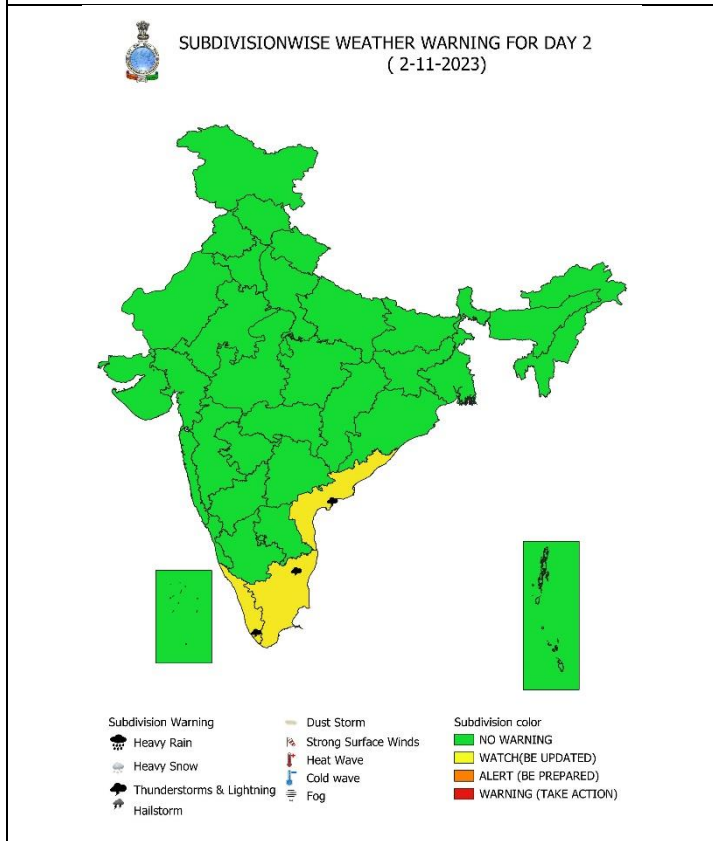 SUBDIVISIONWISE WEATHER WARNING FOR DAY 2
( 2-11-2023)
Subdivision Warning
Heavy Rain
Heavy Snow
Thunderstorms & Lightning
Hailstorm
Dust Storm
Strong Surface Winds
Heat Wave
Cold wave
Fog
Subdivision color
NO WARNING
WATCH(BE UPDATED)
ALERT (BE PREPARED)
WARNING (TAKE ACTION)